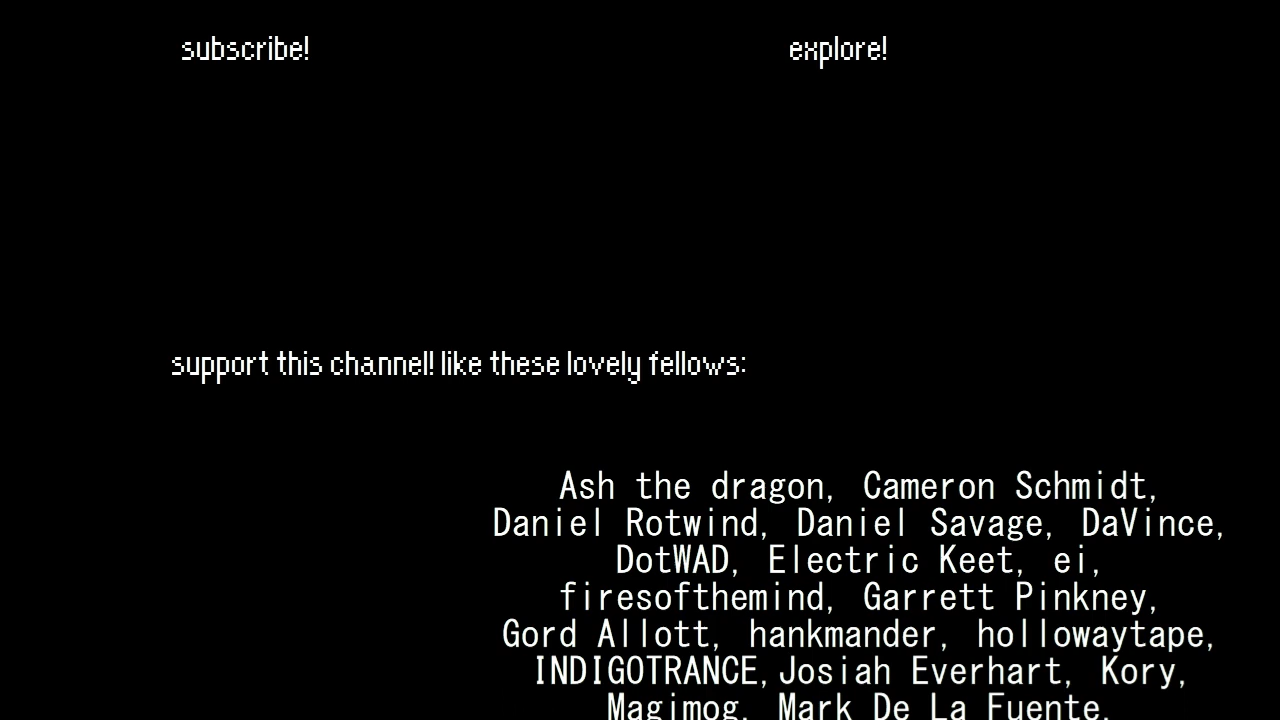 subscribe!
explore!
support this channel! like these lovely fellows:
Ash the dragon, Cameron Schmidt,
Daniel Rotwind, Daniel Savage, DaVince,
DotWAD, Electric Keet, ei,
firesofthemind, Garrett Pinkney,
Gord Allott, hankmander, hollowaytape,
INDIGOTRANCE,Josiah Everhart, Kory,
Magimog, Mark De La Fuente,